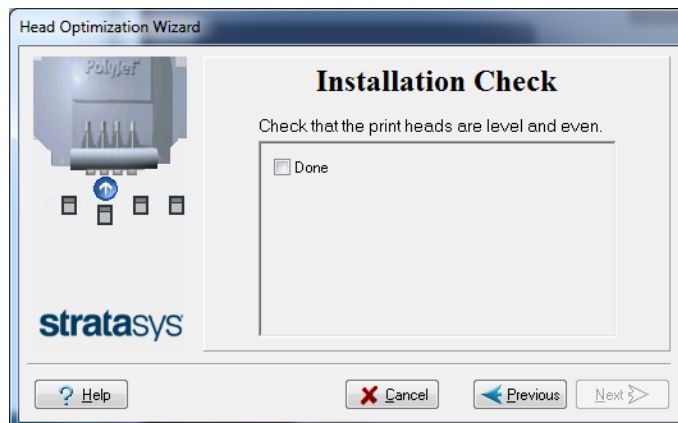 Head Optimization Wizard
PolyJet
Installation Check
Check that the print heads are level and even.
Done
stratasys
? Help
Cancel
Previous
Next